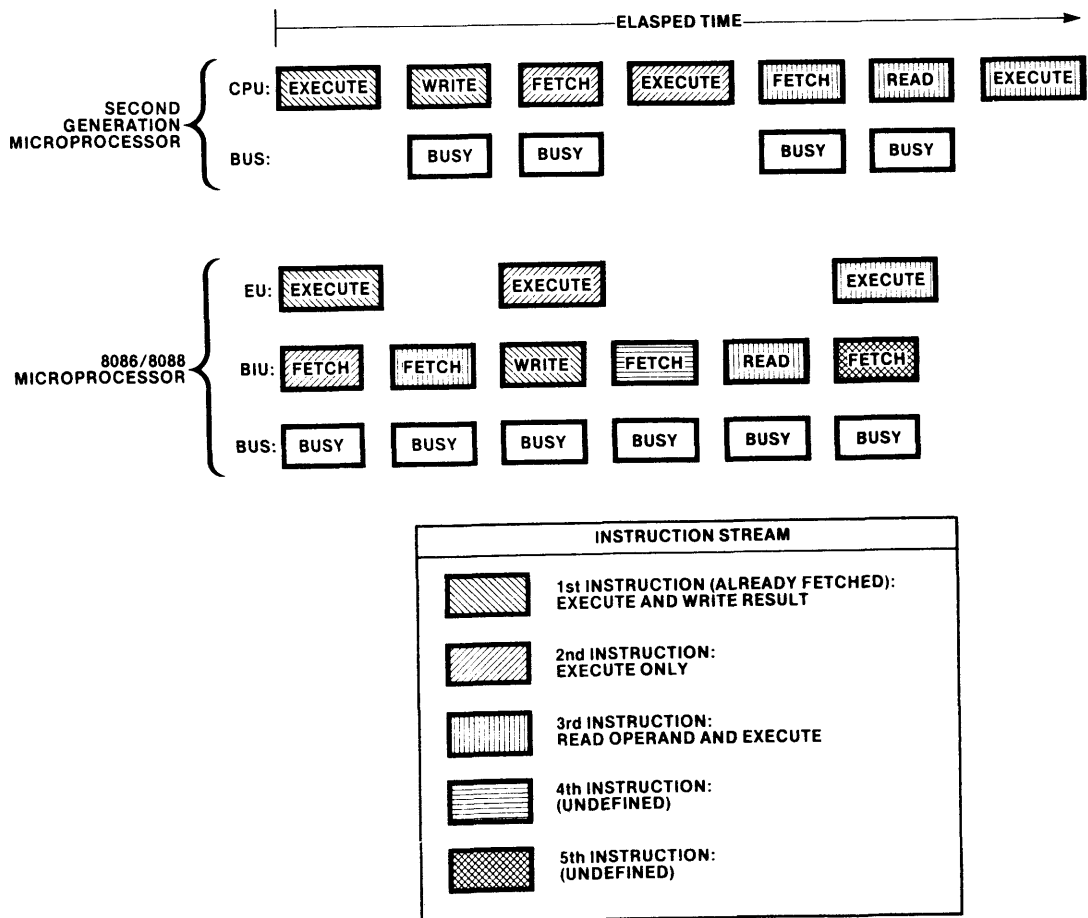 ELASPED TIME
SECOND
GENERATION
MICROPROCESSOR
CPU: EXECUTE WRITE FETCH EXECUTE FETCH READ EXECUTE
BUS: BUSY BUSY BUSY BUSY
8086/8088
MICROPROCESSOR
EU: EXECUTE EXECUTE EXECUTE
BIU: FETCH FETCH WRITE FETCH READ FETCH
BUS: BUSY BUSY BUSY BUSY BUSY BUSY
INSTRUCTION STREAM
1st INSTRUCTION (ALREADY FETCHED):
EXECUTE AND WRITE RESULT
2nd INSTRUCTION:
EXECUTE ONLY
3rd INSTRUCTION:
READ OPERAND AND EXECUTE
4th INSTRUCTION:
(UNDEFINED)
5th INSTRUCTION:
(UNDEFINED)